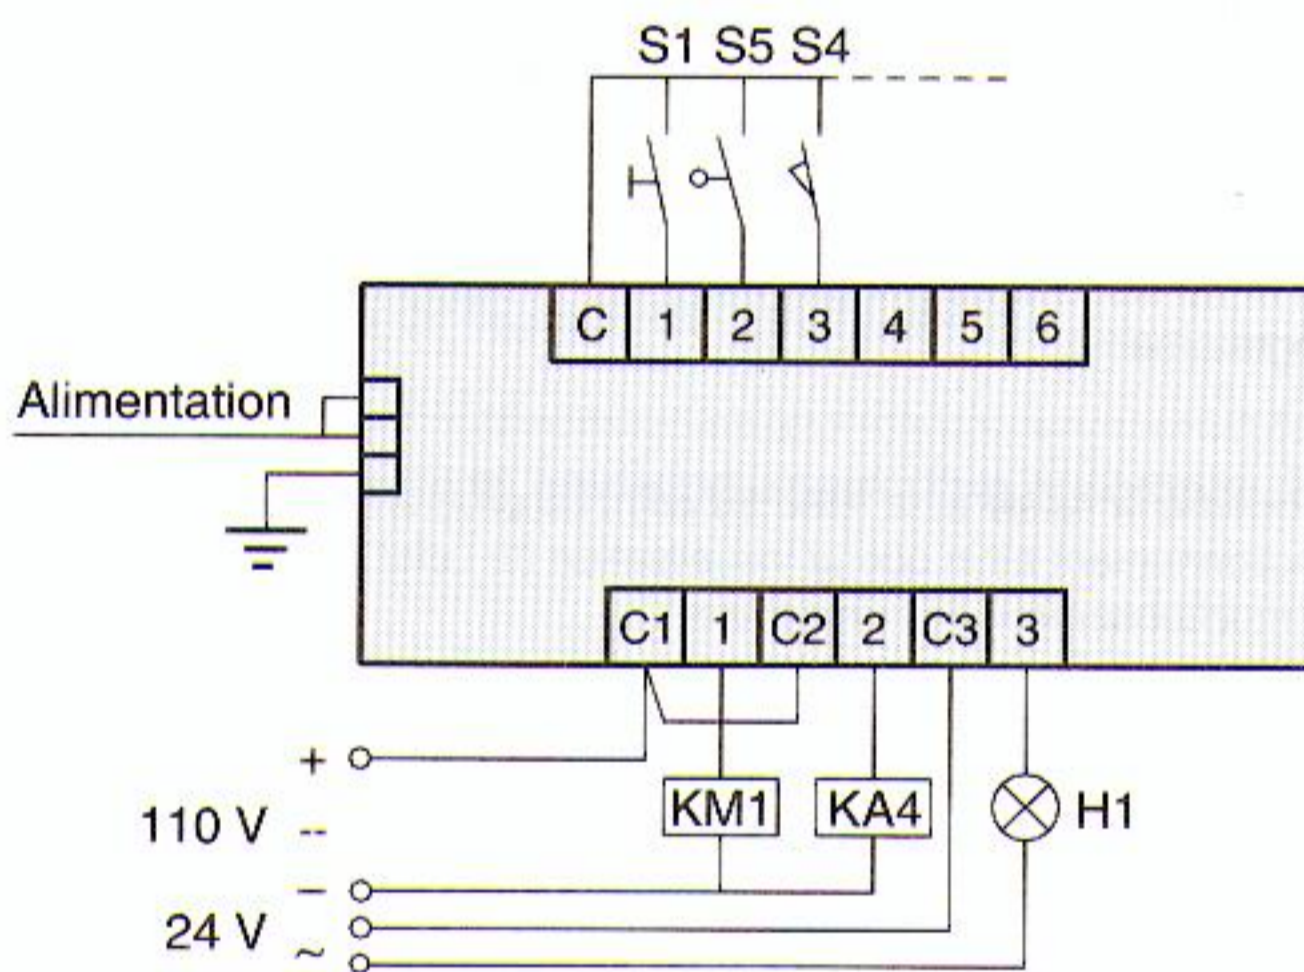 S1 S5 S4
C 1 2 3 4 5 6
Alimentation
C1 1 C2 2 C3 3
+
110 V --
KM1 KA4 H1
–
24 V ~